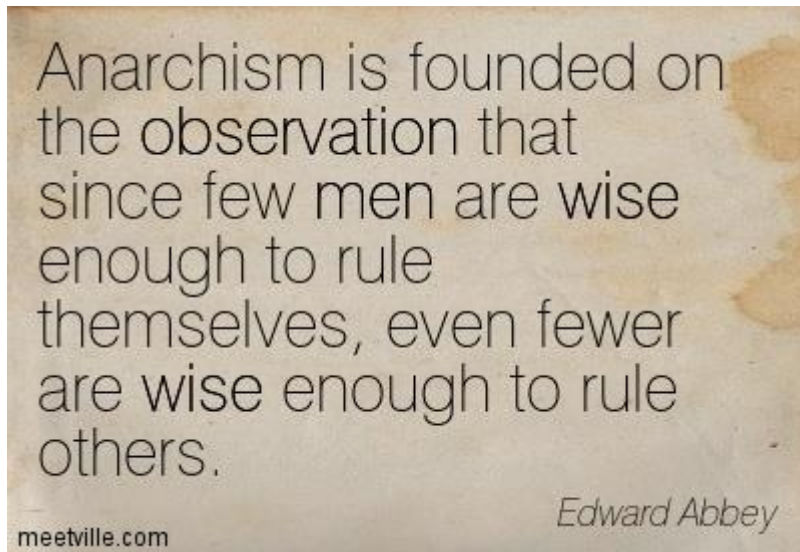 Anarchism is founded on
the observation that
since few men are wise
enough to rule
themselves, even fewer
are wise enough to rule
others.
Edward Abbey
meetville.com